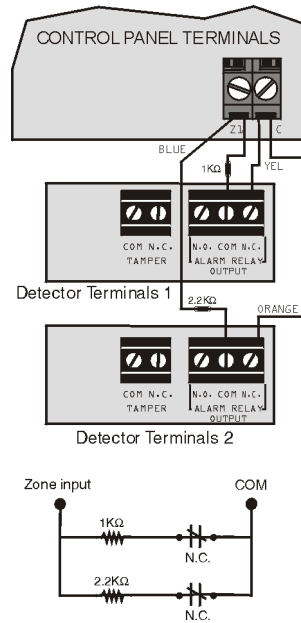 CONTROL PANEL TERMINALS
Z1 C
BLUE
1KΩ
YEL
COM N.C.
TAMPER
N.O. COM N.C.
ALARM RELAY
OUTPUT
Detector Terminals 1
2.2KΩ
ORANGE
COM N.C.
TAMPER
N.O. COM N.C.
ALARM RELAY
OUTPUT
Detector Terminals 2
Zone input COM
1KΩ
N.C.
2.2KΩ
N.C.